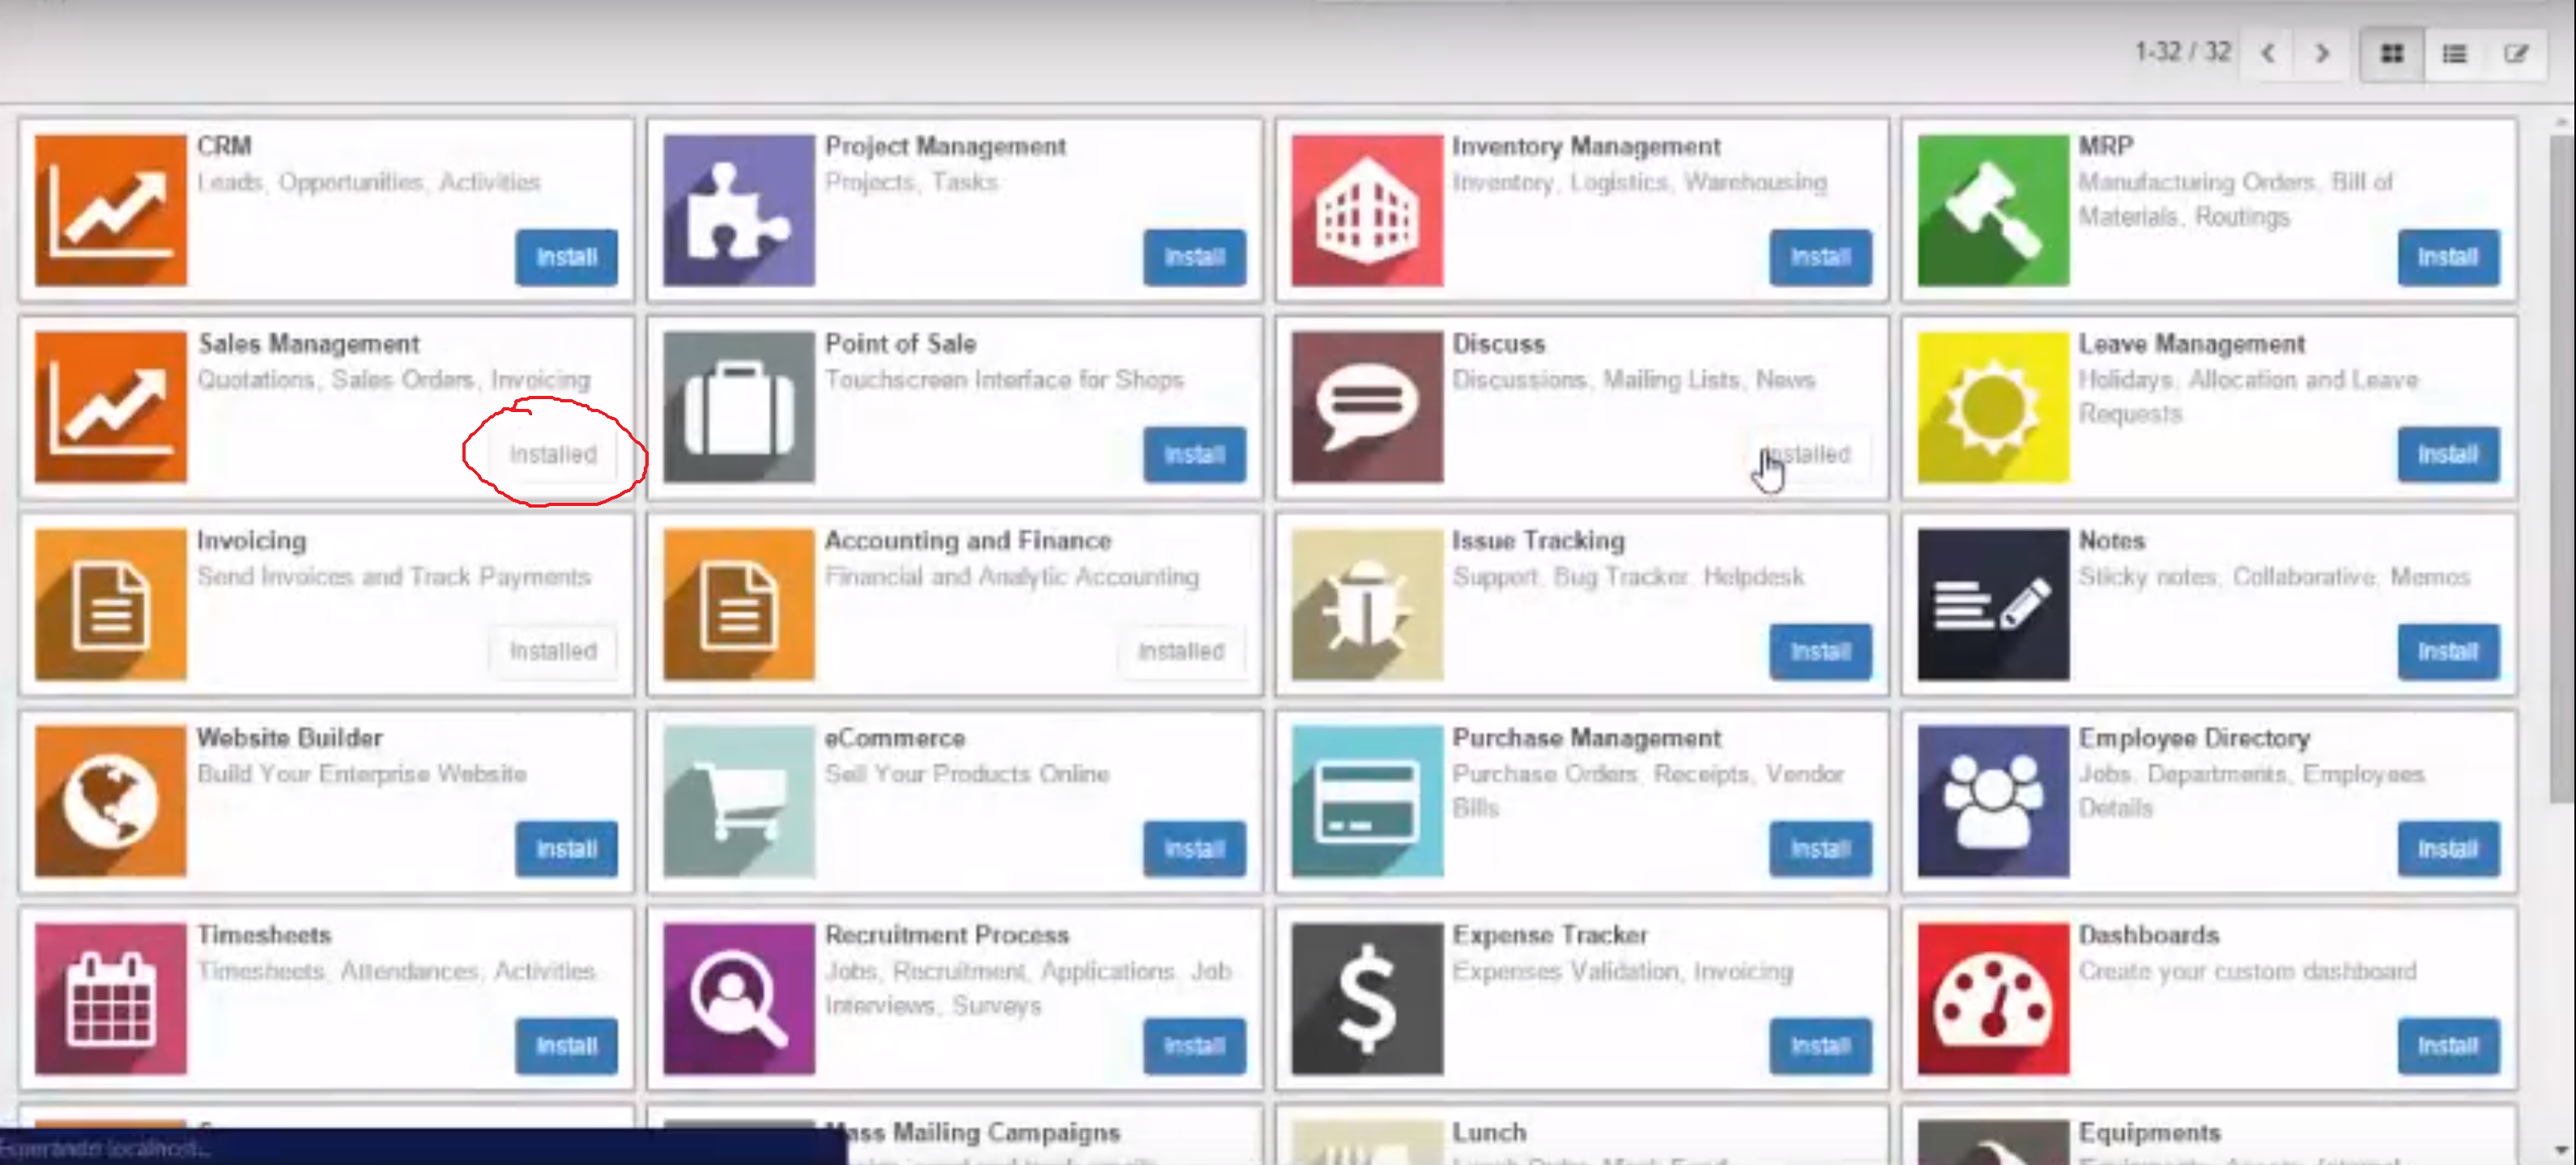 1-32 / 32
CRM
Leads, Opportunities, Activities
Install
Project Management
Projects, Tasks
Install
Inventory Management
Inventory, Logistics, Warehousing
Install
MRP
Manufacturing Orders, Bill of
Materials, Routings
Install
Sales Management
Quotations, Sales Orders, Invoicing
Installed
Point of Sale
Touchscreen Interface for Shops
Install
Discuss
Discussions, Mailing Lists, News
Installed
Leave Management
Holidays, Allocation and Leave
Requests
Install
Invoicing
Send Invoices and Track Payments
Installed
Accounting and Finance
Financial and Analytic Accounting
Installed
Issue Tracking
Support, Bug Tracker, Helpdesk
Install
Notes
Sticky notes, Collaborative, Memos
Install
Website Builder
Build Your Enterprise Website
Install
eCommerce
Sell Your Products Online
Install
Purchase Management
Purchase Orders, Receipts, Vendor
Bills
Install
Employee Directory
Jobs, Departments, Employees
Details
Install
Timesheets
Timesheets, Attendances, Activities
Install
Recruitment Process
Jobs, Recruitment, Applications, Job
Interviews, Surveys
Install
Expense Tracker
Expenses Validation, Invoicing
Install
Dashboards
Create your custom dashboard
Install
Mass Mailing Campaigns
Lunch
Equipments
Esperando localhost...